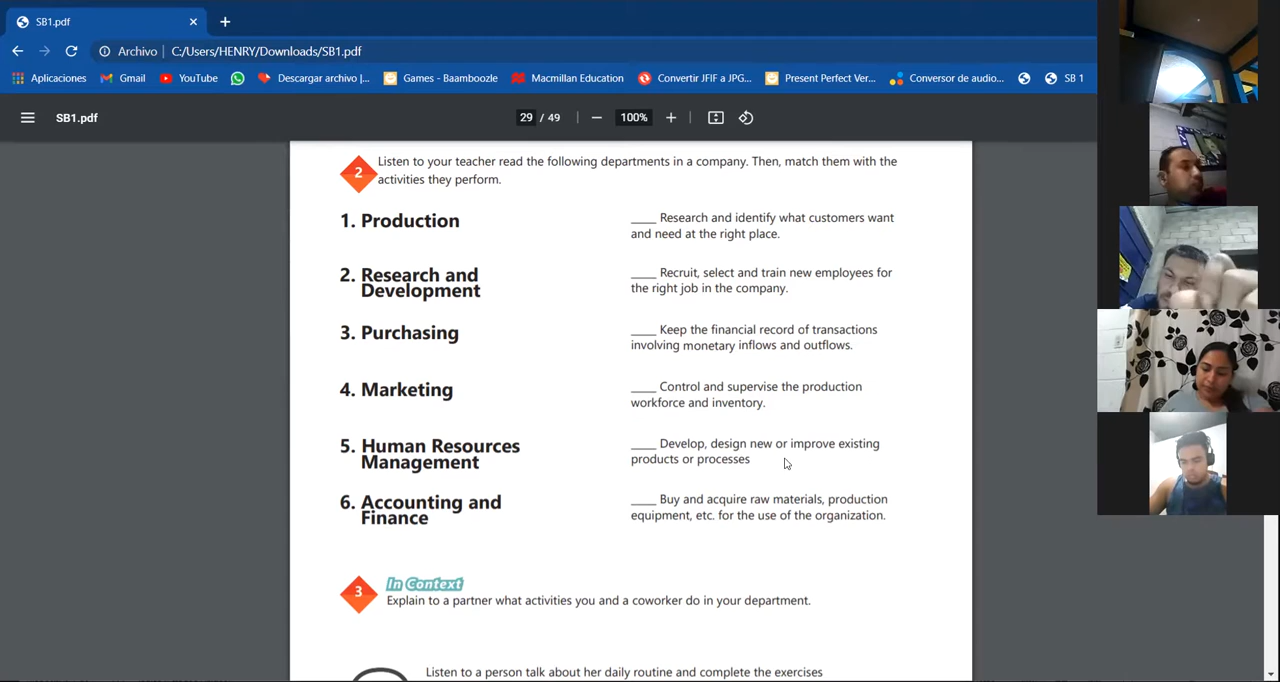 SB1.pdf
Archivo | C:/Users/HENRY/Downloads/SB1.pdf
Aplicaciones Gmail YouTube Descargar archivo |... Games - Baamboozle Macmillan Education Convertir JFIF a JPG... Present Perfect Ver... Conversor de audio... SB 1
SB1.pdf 29 / 49 100%
2 Listen to your teacher read the following departments in a company. Then, match them with the
activities they perform.
1. Production
____ Research and identify what customers want
and need at the right place.
2. Research and
Development
____ Recruit, select and train new employees for
the right job in the company.
3. Purchasing
____ Keep the financial record of transactions
involving monetary inflows and outflows.
4. Marketing
____ Control and supervise the production
workforce and inventory.
5. Human Resources
Management
____ Develop, design new or improve existing
products or processes
6. Accounting and
Finance
____ Buy and acquire raw materials, production
equipment, etc. for the use of the organization.
3 In Context
Explain to a partner what activities you and a coworker do in your department.
Listen to a person talk about her daily routine and complete the exercises